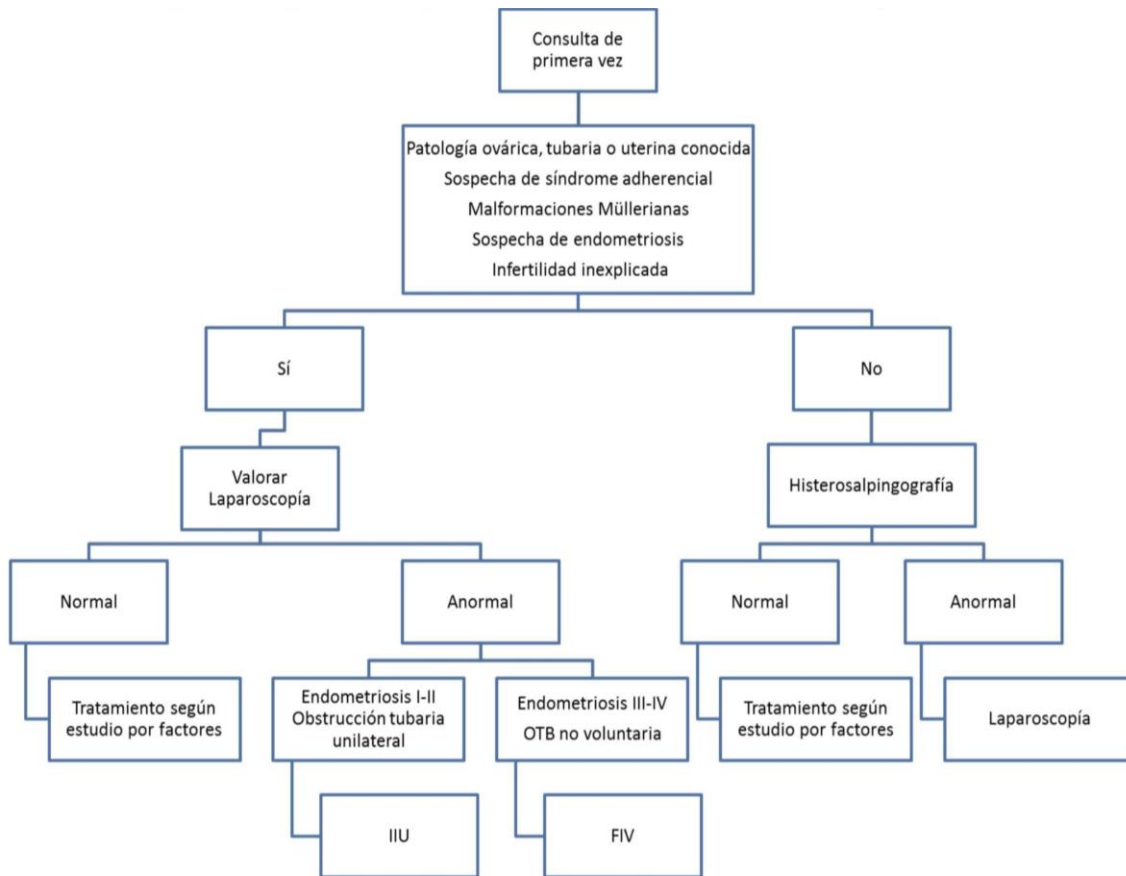 Consulta de
primera vez
Patología ovárica, tubaria o uterina conocida
Sospecha de síndrome adherencial
Malformaciones Müllerianas
Sospecha de endometriosis
Infertilidad inexplicada
Sí
No
Valorar
Laparoscopía
Histerosalpingografía
Normal
Anormal
Normal
Anormal
Tratamiento según
estudio por factores
Endometriosis I-II
Obstrucción tubaria
unilateral
Endometriosis III-IV
OTB no voluntaria
Tratamiento según
estudio por factores
Laparoscopía
IIU
FIV